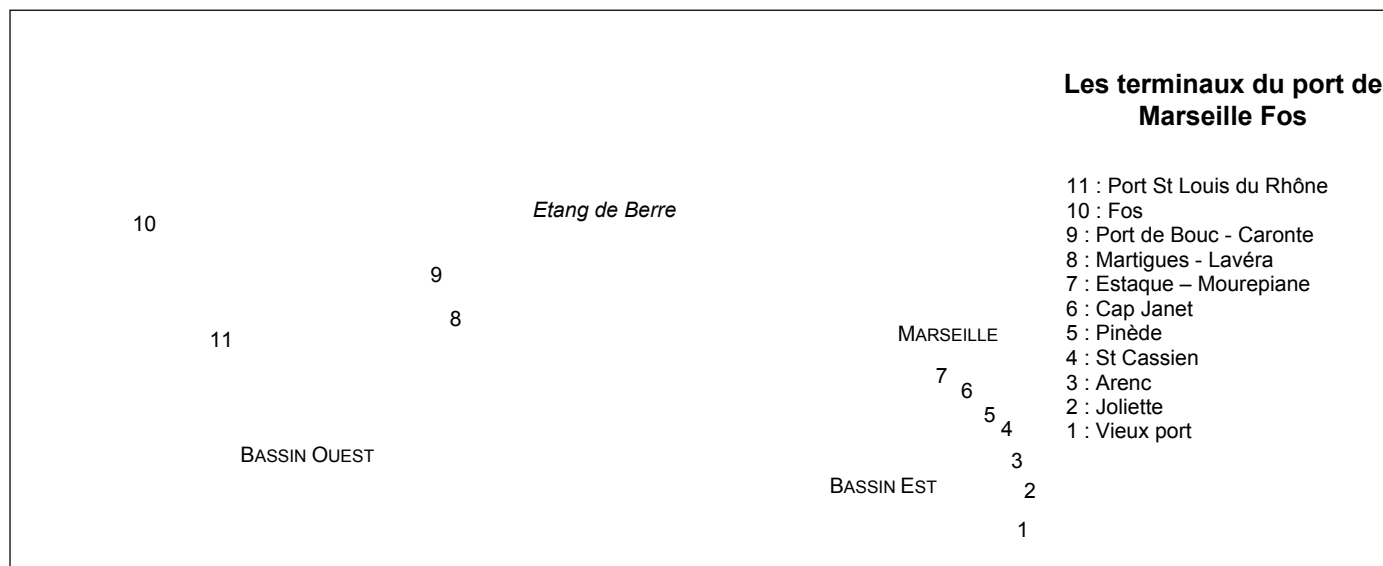 Les terminaux du port de
Marseille Fos
11 : Port St Louis du Rhône
10 : Fos
9 : Port de Bouc - Caronte
8 : Martigues - Lavéra
7 : Estaque – Mourepiane
6 : Cap Janet
5 : Pinède
4 : St Cassien
3 : Arenc
2 : Joliette
1 : Vieux port
Etang de Berre
10
9
8
11
MARSEILLE
7
6
5
4
BASSIN OUEST
3
BASSIN EST
2
1